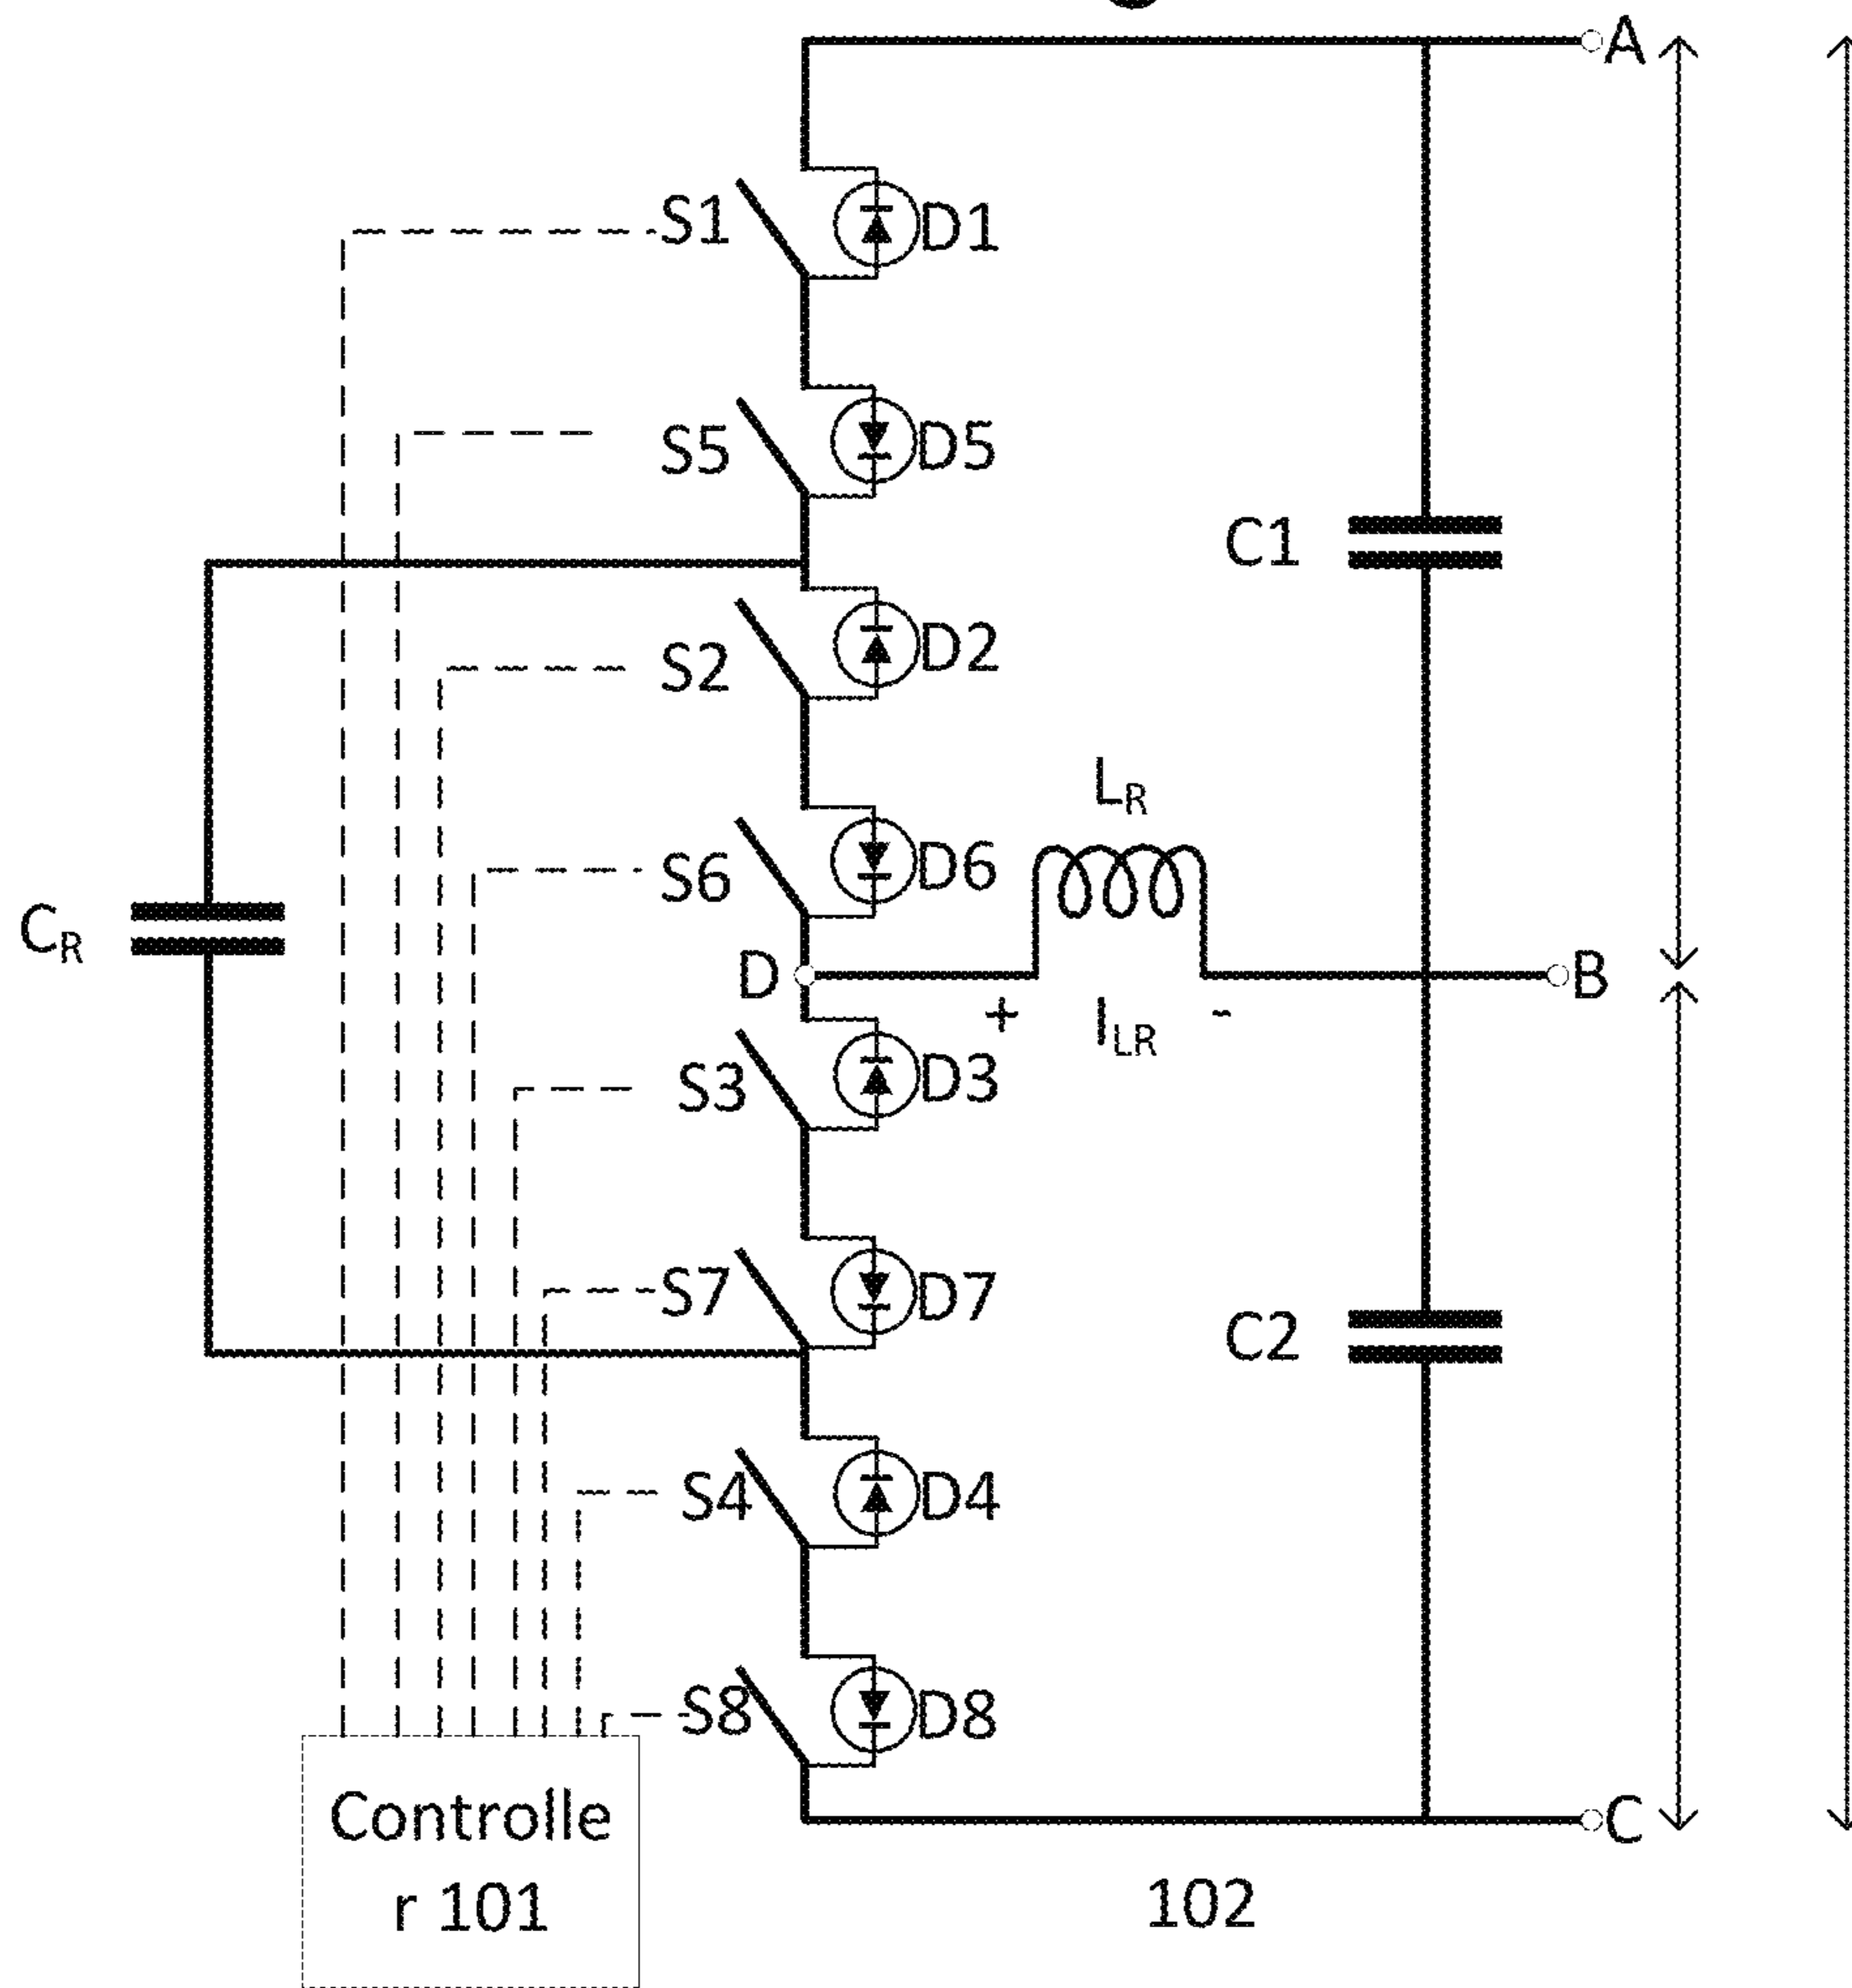 A
S1
D1
S5
D5
C1
S2
D2
LR
S6
D6
CR
D
B
+
ILR
-
S3
D3
S7
D7
C2
S4
D4
S8
D8
Controlle
r 101
C
102